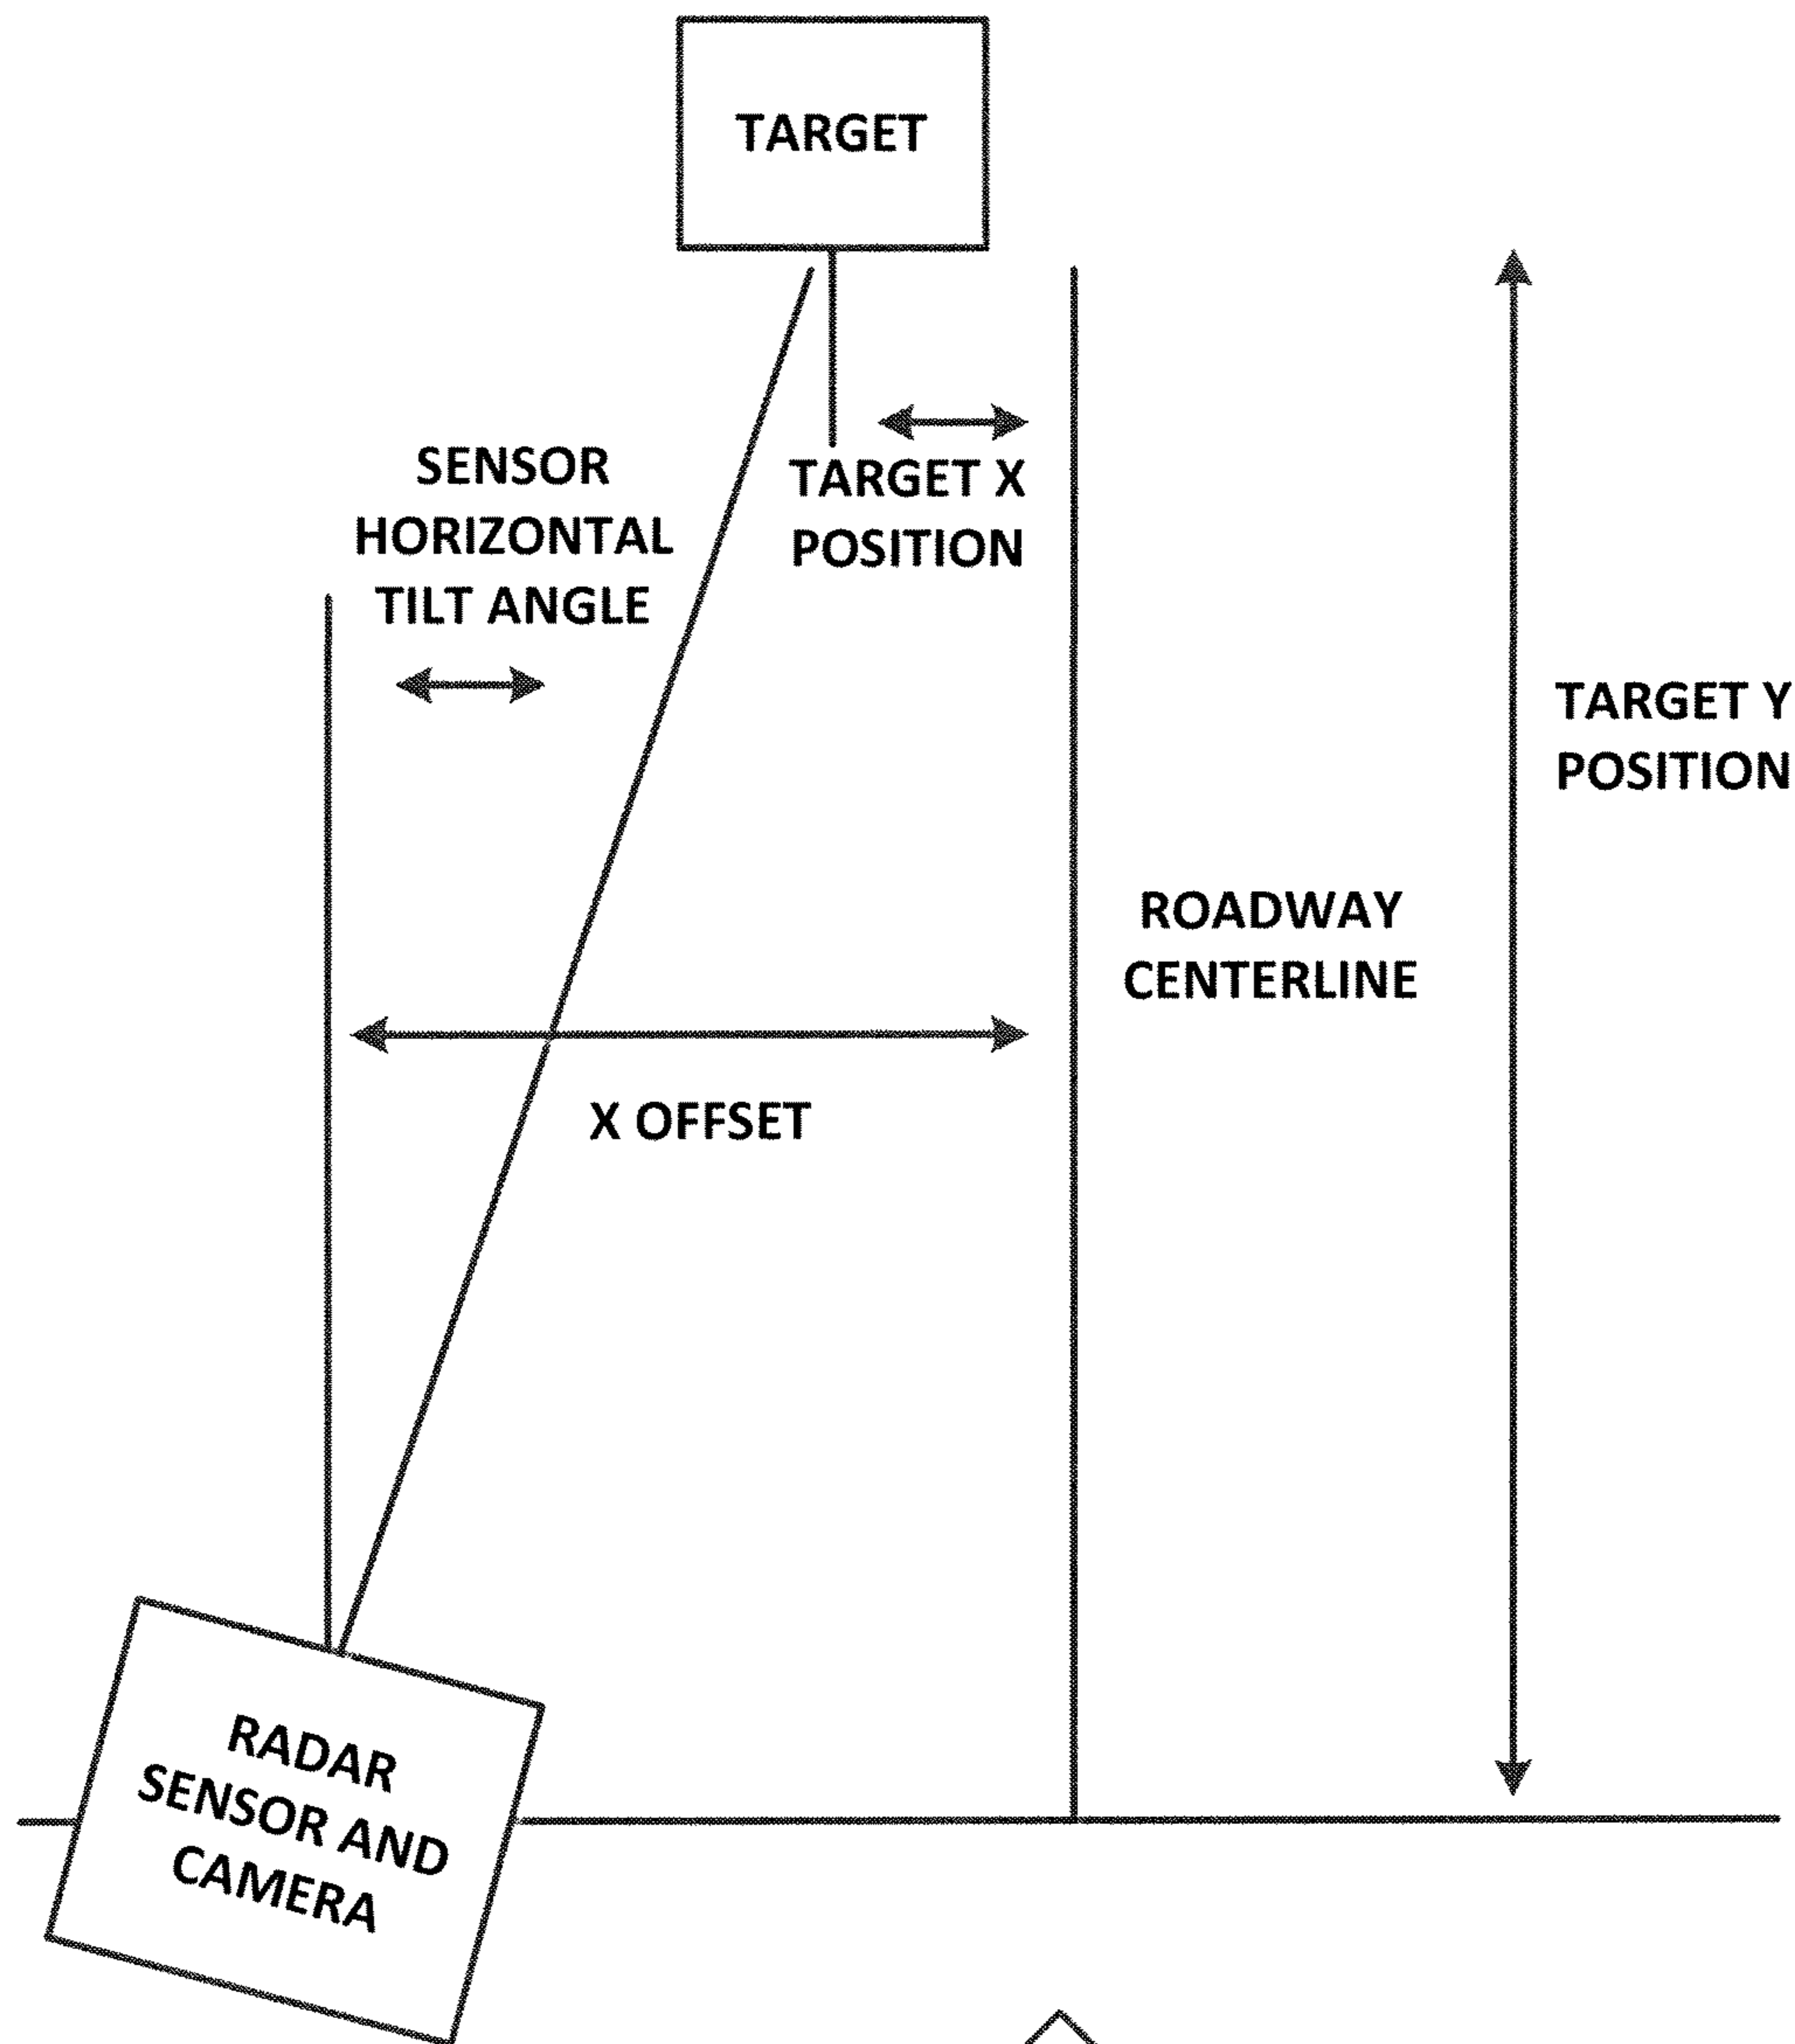 TARGET
SENSOR
HORIZONTAL
TILT ANGLE
TARGET X
POSITION
TARGET Y
POSITION
ROADWAY
CENTERLINE
X OFFSET
RADAR
SENSOR AND
CAMERA